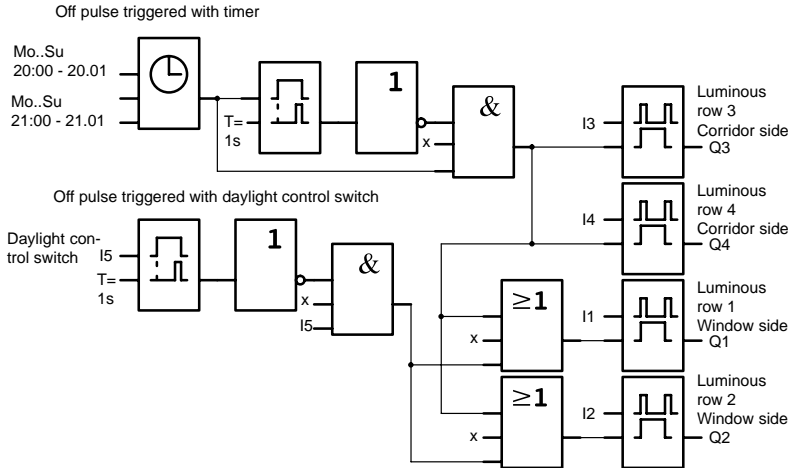 Off pulse triggered with timer
Mo..Su
20:00 - 20.01
Mo..Su
21:00 - 21.01
T=
1s
1
x
&
I3
Luminous
row 3
Corridor side
Q3
Off pulse triggered with daylight control switch
Daylight con-
trol switch
I5
T=
1s
1
x
I5
&
I4
Luminous
row 4
Corridor side
Q4
≥1
x
I1
Luminous
row 1
Window side
Q1
≥1
x
I2
Luminous
row 2
Window side
Q2